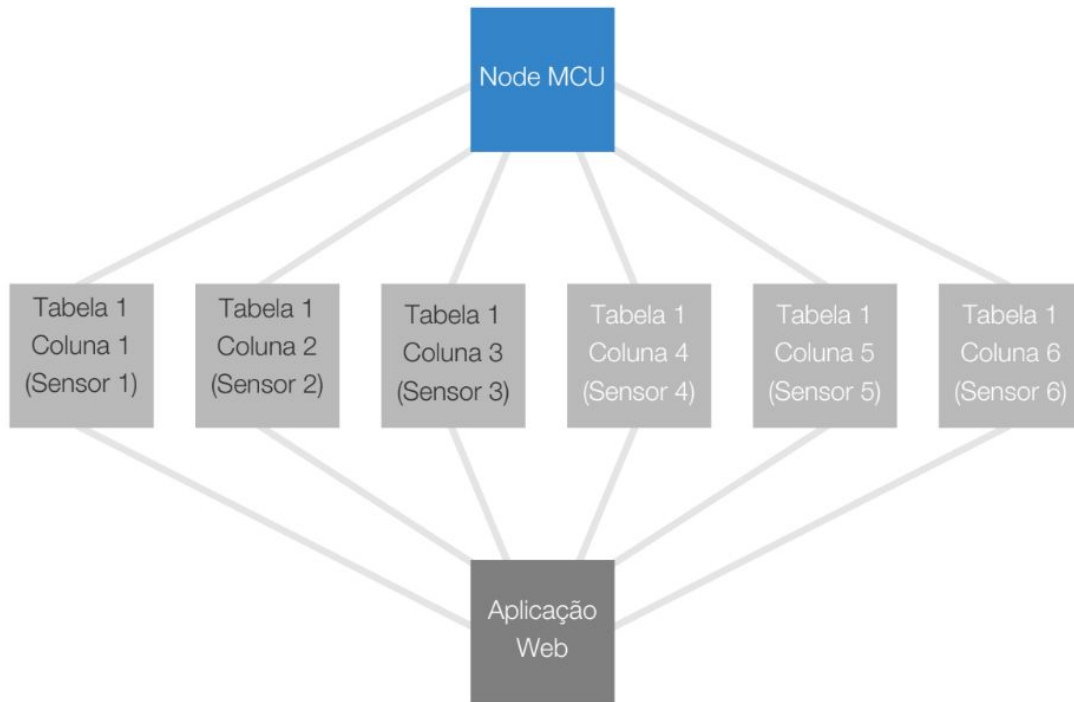 Node MCU
Tabela 1
Coluna 1
(Sensor 1)
Tabela 1
Coluna 2
(Sensor 2)
Tabela 1
Coluna 3
(Sensor 3)
Tabela 1
Coluna 4
(Sensor 4)
Tabela 1
Coluna 5
(Sensor 5)
Tabela 1
Coluna 6
(Sensor 6)
Aplicação
Web